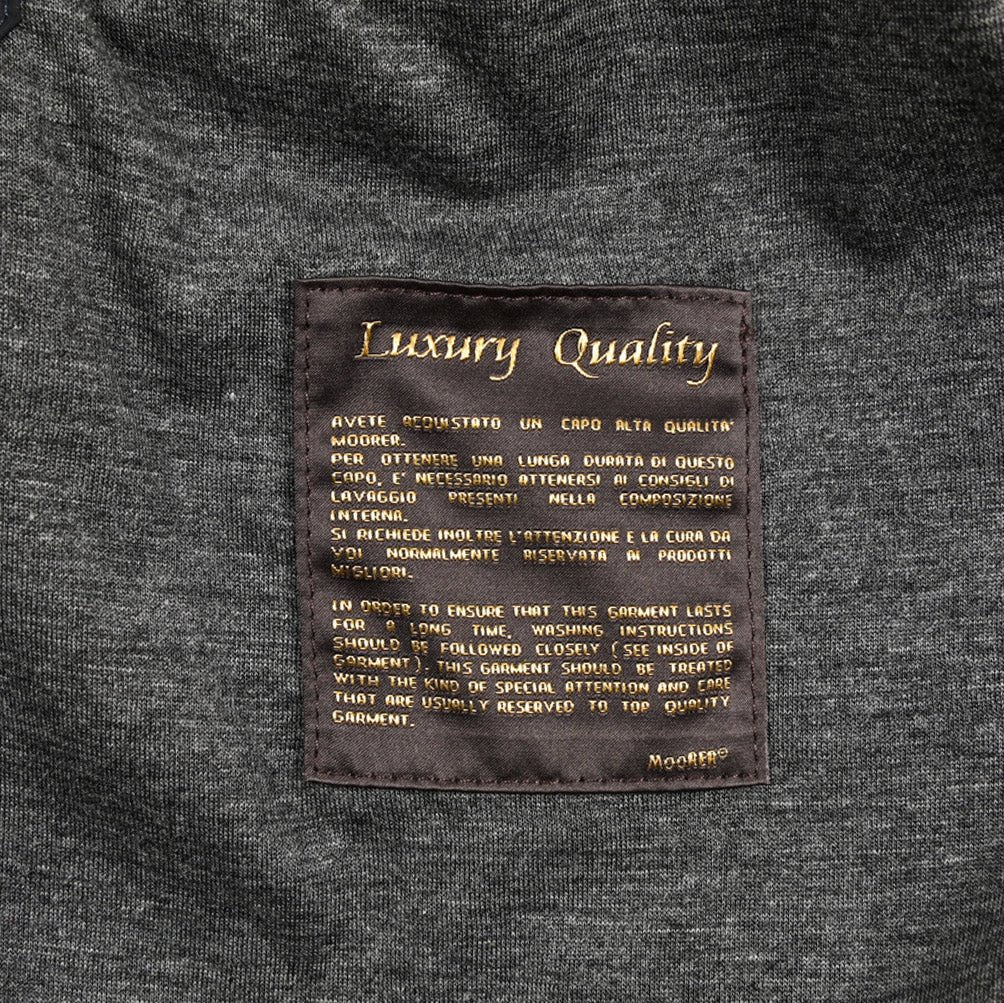 Luxury Quality
AVETE ACQUISTATO UN CAPO ALTA QUALITA'
MOORER.
PER OTTENERE UNA LUNGA DURATA DI QUESTO
CAPO, E' NECESSARIO ATTENERSI AI CONSIGLI DI
LAVAGGIO PRESENTI NELLA COMPOSIZIONE
INTERNA.
SI RICHIEDE INOLTRE L'ATTENZIONE E LA CURA DA
VOI NORMALMENTE RISERVATA AI PRODOTTI
MIGLIORI.
IN ORDER TO ENSURE THAT THIS GARMENT LASTS
FOR A LONG TIME, WASHING INSTRUCTIONS
SHOULD BE FOLLOWED CLOSELY (SEE INSIDE OF
GARMENT). THIS GARMENT SHOULD BE TREATED
WITH THE KIND OF SPECIAL ATTENTION AND CARE
THAT ARE USUALLY RESERVED TO TOP QUALITY
GARMENT.
MOORER®